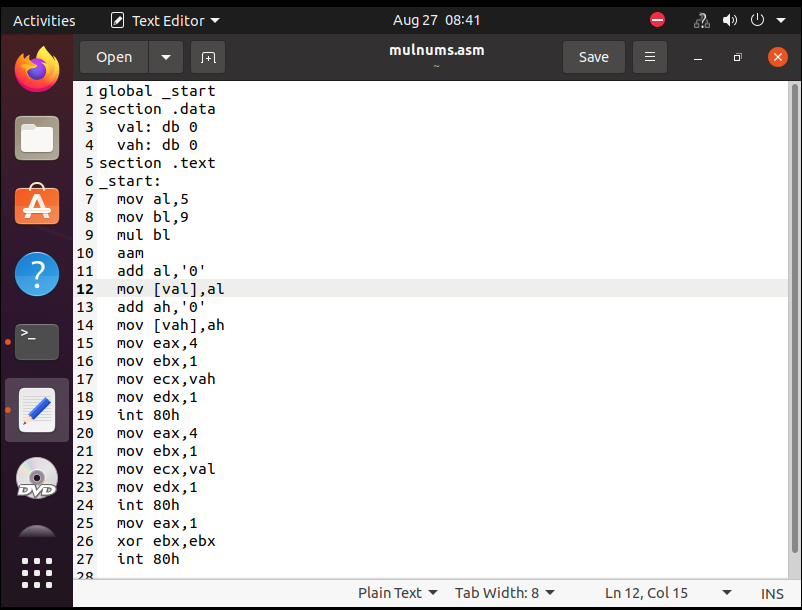 Activities Text Editor Aug 27 08:41
Open mulnums.asm Save
~
1 global _start
2 section .data
3 val: db 0
4 vah: db 0
5 section .text
6 _start:
7 mov al,5
8 mov bl,9
9 mul bl
10 aam
11 add al,'0'
12 mov [val],al
13 add ah,'0'
14 mov [vah],ah
15 mov eax,4
16 mov ebx,1
17 mov ecx,vah
18 mov edx,1
19 int 80h
20 mov eax,4
21 mov ebx,1
22 mov ecx,val
23 mov edx,1
24 int 80h
25 mov eax,1
26 xor ebx,ebx
27 int 80h
28
Plain Text Tab Width: 8 Ln 12, Col 15 INS
>_
?
DVD